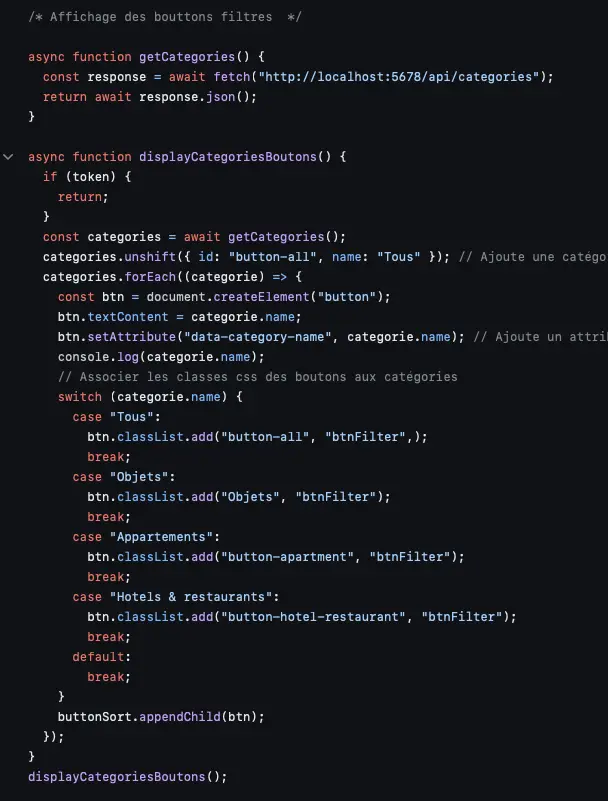 /* Affichage des bouttons filtres  */
async function getCategories() {
  const response = await fetch("http://localhost:5678/api/categories");
  return await response.json();
}
async function displayCategoriesBoutons() {
  if (token) {
    return;
  }
  const categories = await getCategories();
  categories.unshift({ id: "button-all", name: "Tous" }); // Ajoute une catégo
  categories.forEach((categorie) => {
    const btn = document.createElement("button");
    btn.textContent = categorie.name;
    btn.setAttribute("data-category-name", categorie.name); // Ajoute un attri
    console.log(categorie.name);
    // Associer les classes css des boutons aux catégories
    switch (categorie.name) {
      case "Tous":
        btn.classList.add("button-all", "btnFilter",);
        break;
      case "Objets":
        btn.classList.add("Objets", "btnFilter");
        break;
      case "Appartements":
        btn.classList.add("button-apartment", "btnFilter");
        break;
      case "Hotels & restaurants":
        btn.classList.add("button-hotel-restaurant", "btnFilter");
        break;
      default:
        break;
    }
    buttonSort.appendChild(btn);
  });
}
displayCategoriesBoutons();